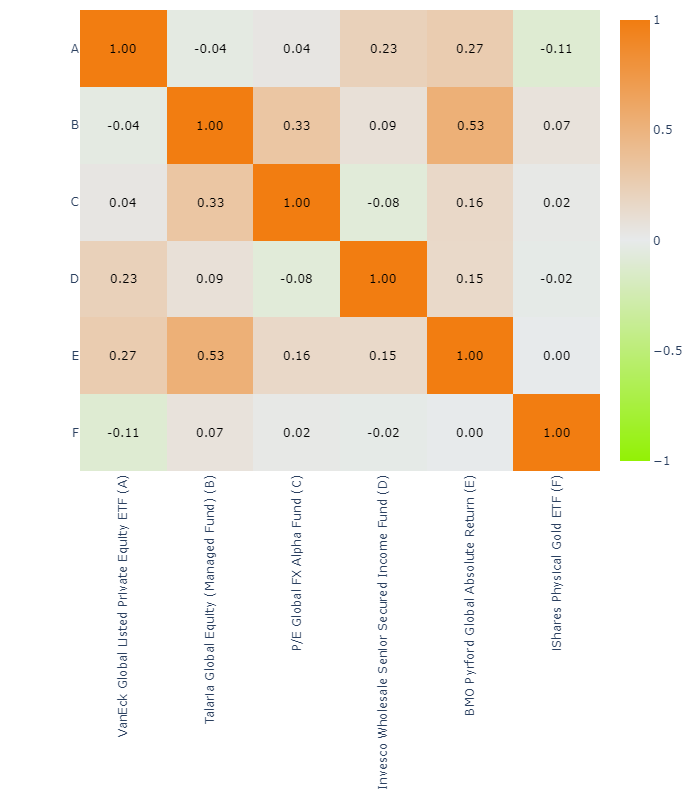 A 1.00 -0.04 0.04 0.23 0.27 -0.11
B -0.04 1.00 0.33 0.09 0.53 0.07
C 0.04 0.33 1.00 -0.08 0.16 0.02
D 0.23 0.09 -0.08 1.00 0.15 -0.02
E 0.27 0.53 0.16 0.15 1.00 0.00
F -0.11 0.07 0.02 -0.02 0.00 1.00
VanEck Global Listed Private Equity ETF (A)
Talaria Global Equity (Managed Fund) (B)
P/E Global FX Alpha Fund (C)
Invesco Wholesale Senior Secured Income Fund (D)
BMO Pyrford Global Absolute Return (E)
iShares Physical Gold ETF (F)
1
0.5
0
−0.5
−1